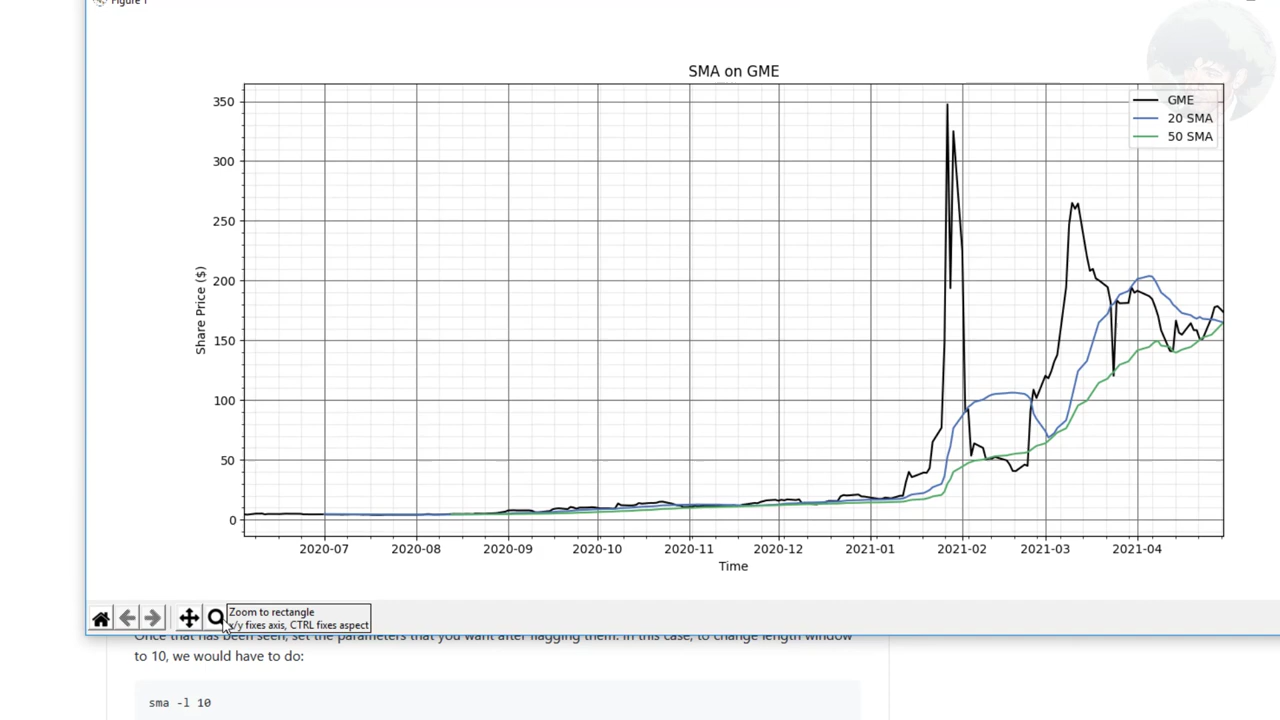 Figure 1
SMA on GME
350
300
250
200
150
100
50
0
Share Price ($)
GME
20 SMA
50 SMA
2020-07 2020-08 2020-09 2020-10 2020-11 2020-12 2021-01 2021-02 2021-03 2021-04
Time
Zoom to rectangle
x/y fixes axis, CTRL fixes aspect
Once that has been seen, set the parameters that you want after flagging them. In this case, to change length window
to 10, we would have to do:
sma -l 10